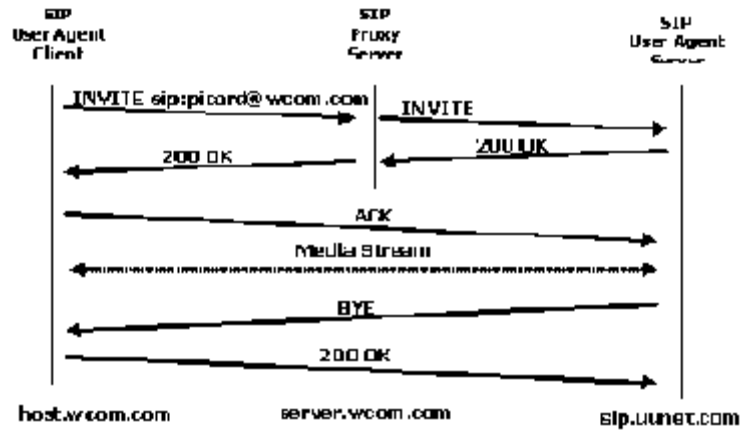 SIP
User Agent
Client
SIP
Proxy
Server
SIP
User Agent
Server
INVITE sip:picard@wcom.com
INVITE
200 OK
200 OK
ACK
Media Stream
BYE
200 OK
host.wcom.com
server.wcom.com
sip.uunet.com